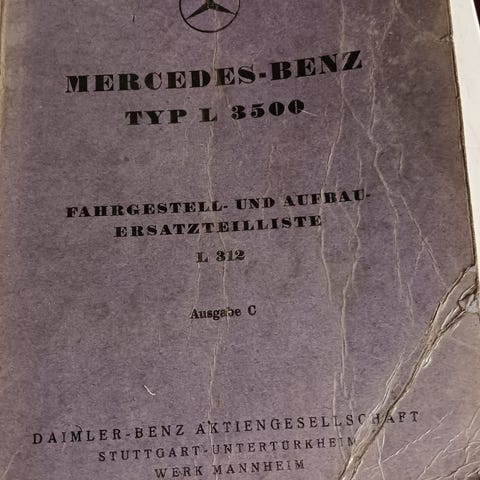 MERCEDES-BENZ
TYP L 3500
FAHRGESTELL- UND AUFBAU-
ERSATZTEILLISTE
L 312
Ausgabe C
DAIMLER-BENZ AKTIENGESELLSCHAFT
STUTTGART-UNTERTÜRKHEIM
WERK MANNHEIM